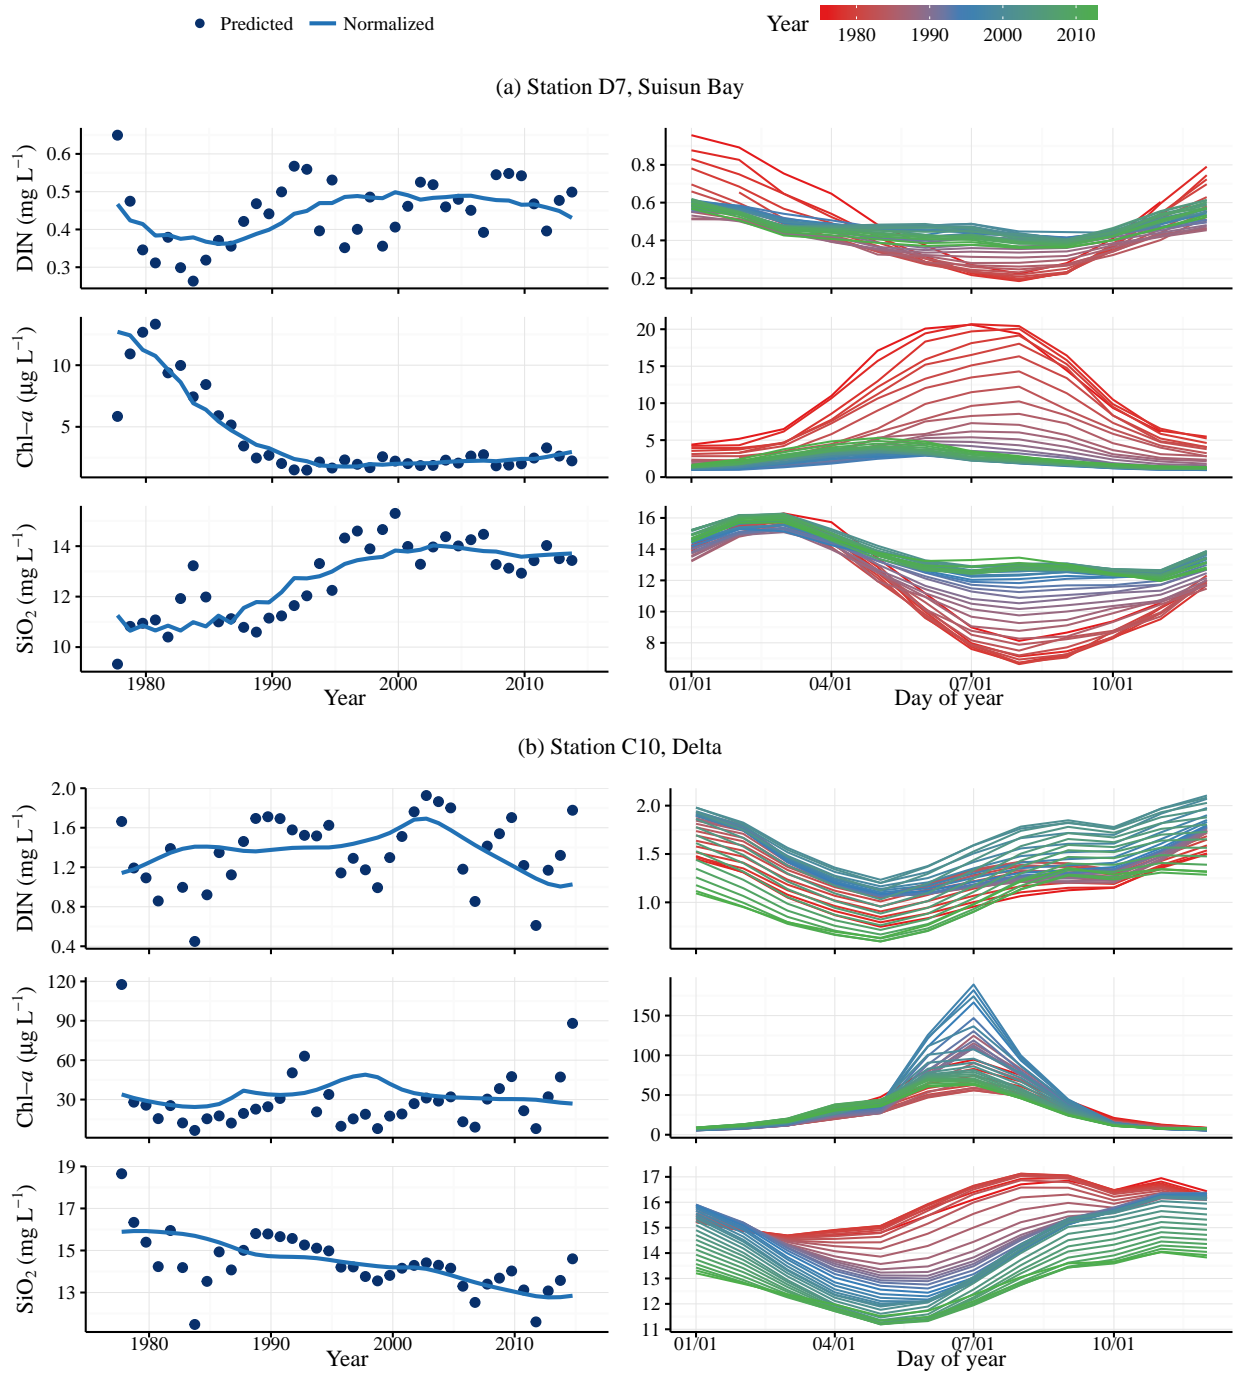 Predicted Normalized
Year 1980 1990 2000 2010
(a) Station D7, Suisun Bay
DIN (mg L⁻¹)
0.6
0.5
0.4
0.3
0.8
0.6
0.4
0.2
Chl−a (µg L⁻¹)
10
5
20
15
10
5
0
SiO₂ (mg L⁻¹)
14
12
10
16
14
12
10
8
1980 1990 2000 2010
Year
01/01 04/01 07/01 10/01
Day of year
(b) Station C10, Delta
DIN (mg L⁻¹)
2.0
1.6
1.2
0.8
0.4
2.0
1.5
1.0
Chl−a (µg L⁻¹)
120
90
60
30
150
100
50
0
SiO₂ (mg L⁻¹)
19
17
15
13
17
16
15
14
13
12
11
1980 1990 2000 2010
Year
01/01 04/01 07/01 10/01
Day of year